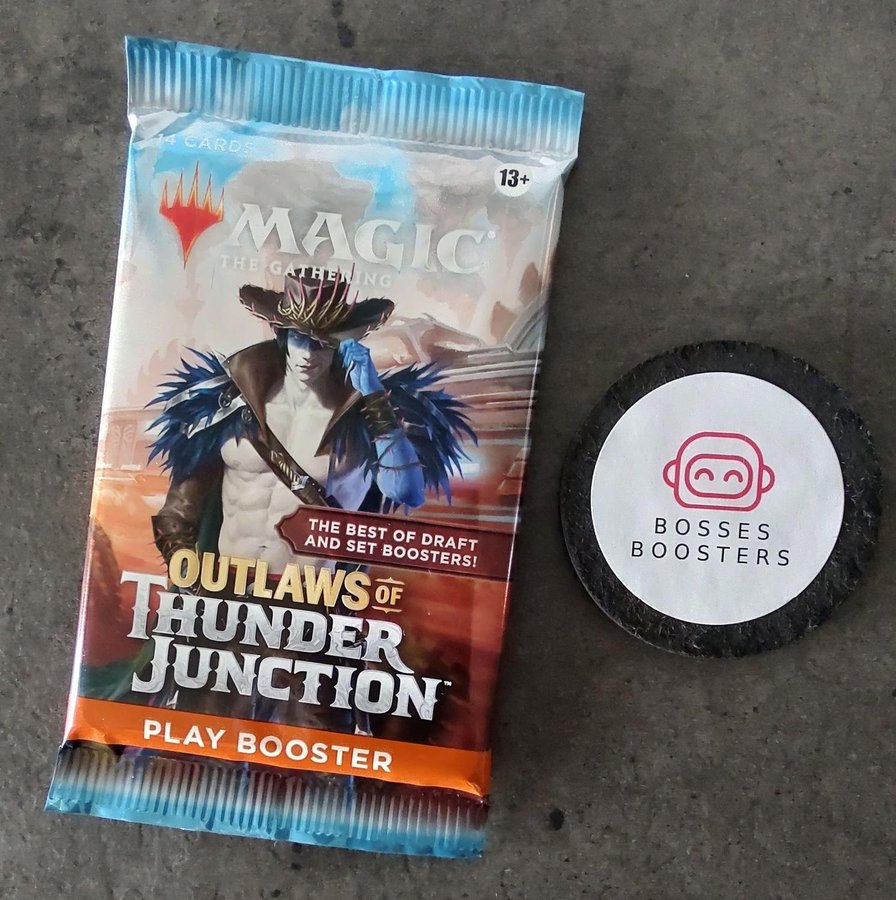 14 CARDS
13+
MAGIC®
THE GATHERING
THE BEST OF DRAFT
AND SET BOOSTERS!
OUTLAWS OF
THUNDER
JUNCTION™
PLAY BOOSTER
BOSSES
BOOSTERS